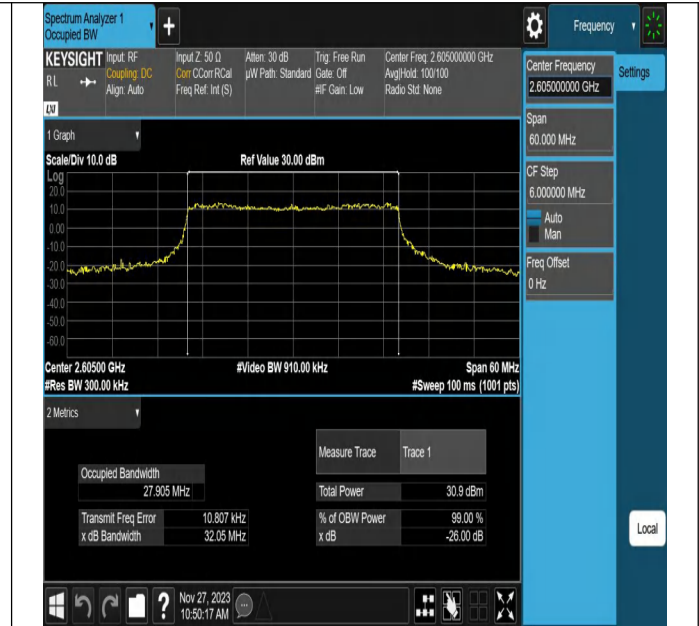 Spectrum Analyzer 1
Occupied BW
Frequency
KEYSIGHT
RL
LXI
Input: RF
Coupling: DC
Align: Auto
Input Z: 50 Ω
Corr CCorr RCal
Freq Ref: Int (S)
Atten: 30 dB
µW Path: Standard
Trig: Free Run
Gate: Off
#IF Gain: Low
Center Freq: 2.605000000 GHz
Avg|Hold: 100/100
Radio Std: None
Center Frequency
2.605000000 GHz
Settings
Span
60.000 MHz
CF Step
6.000000 MHz
Auto
Man
Freq Offset
0 Hz
Local
1 Graph
Scale/Div 10.0 dB
Ref Value 30.00 dBm
Log
20.0
10.0
0.00
-10.0
-20.0
-30.0
-40.0
-50.0
-60.0
Center 2.60500 GHz
#Video BW 910.00 kHz
Span 60 MHz
#Res BW 300.00 kHz
#Sweep 100 ms (1001 pts)
2 Metrics
Measure Trace
Trace 1
Occupied Bandwidth
27.905 MHz
Total Power
30.9 dBm
Transmit Freq Error
10.807 kHz
% of OBW Power
99.00 %
x dB Bandwidth
32.05 MHz
x dB
-26.00 dB
?
Nov 27, 2023
10:50:17 AM